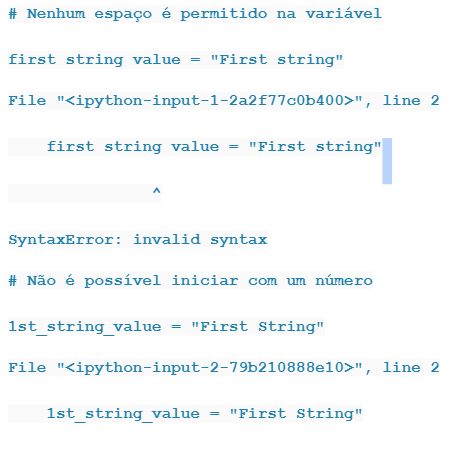 # Nenhum espaço é permitido na variável
first string value = "First string"
File "<ipython-input-1-2a2f77c0b400>", line 2
    first string value = "First string"
               ^
SyntaxError: invalid syntax
# Não é possível iniciar com um número
1st_string_value = "First String"
File "<ipython-input-2-79b210888e10>", line 2
    1st_string_value = "First String"